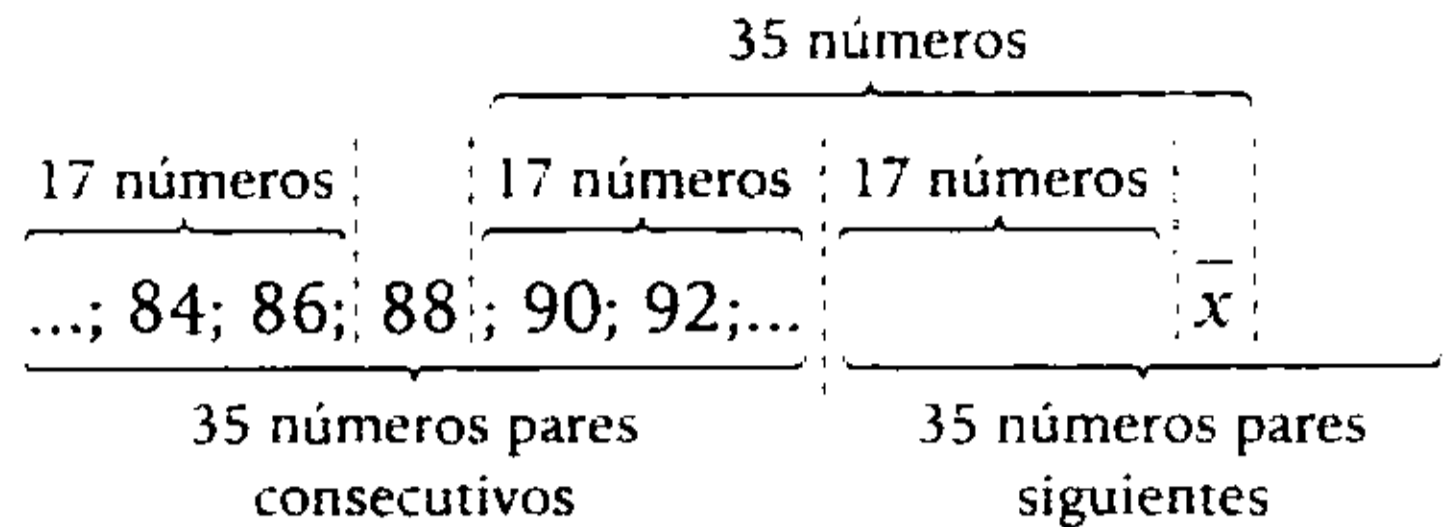 35 números
17 números 17 números 17 números
...; 84; 86; 88; 90; 92;... x̄
35 números pares 35 números pares
consecutivos siguientes